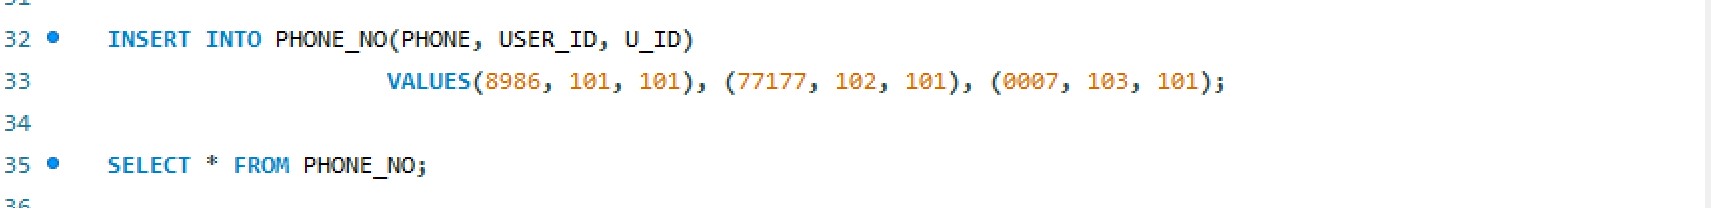 32 INSERT INTO PHONE_NO(PHONE, USER_ID, U_ID)
33 VALUES(8986, 101, 101), (77177, 102, 101), (0007, 103, 101);
34
35 SELECT * FROM PHONE_NO;